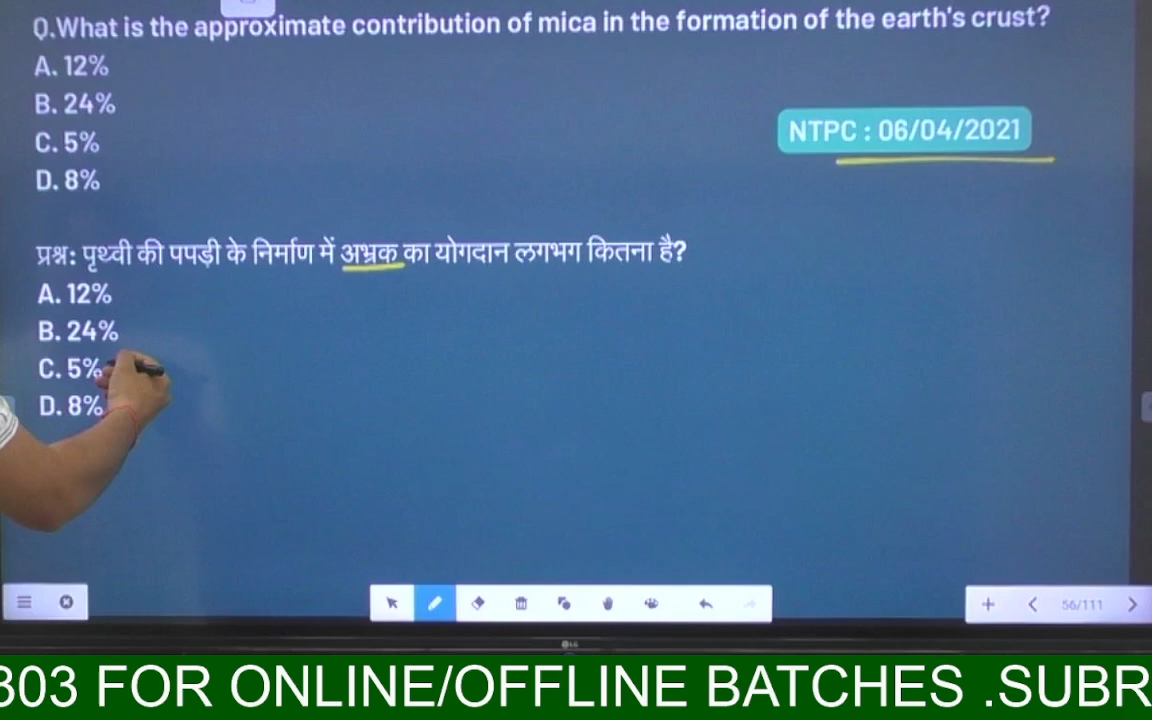 Q.What is the approximate contribution of mica in the formation of the earth's crust?
A. 12%
B. 24%
C. 5%
D. 8%
NTPC : 06/04/2021
प्रश्न: पृथ्वी की पपड़ी के निर्माण में अभ्रक का योगदान लगभग कितना है?
A. 12%
B. 24%
C. 5%
D. 8%
56/111
LG
303 FOR ONLINE/OFFLINE BATCHES .SUBR